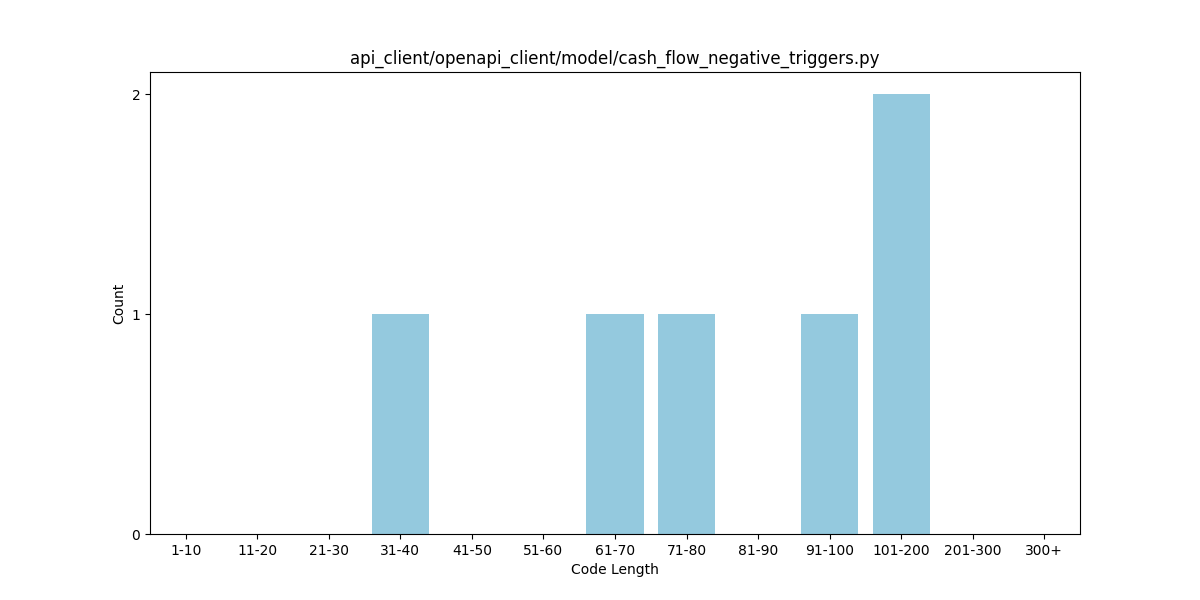 api_client/openapi_client/model/cash_flow_negative_triggers.py
2
1
0
Count
1-10 11-20 21-30 31-40 41-50 51-60 61-70 71-80 81-90 91-100 101-200 201-300 300+
Code Length